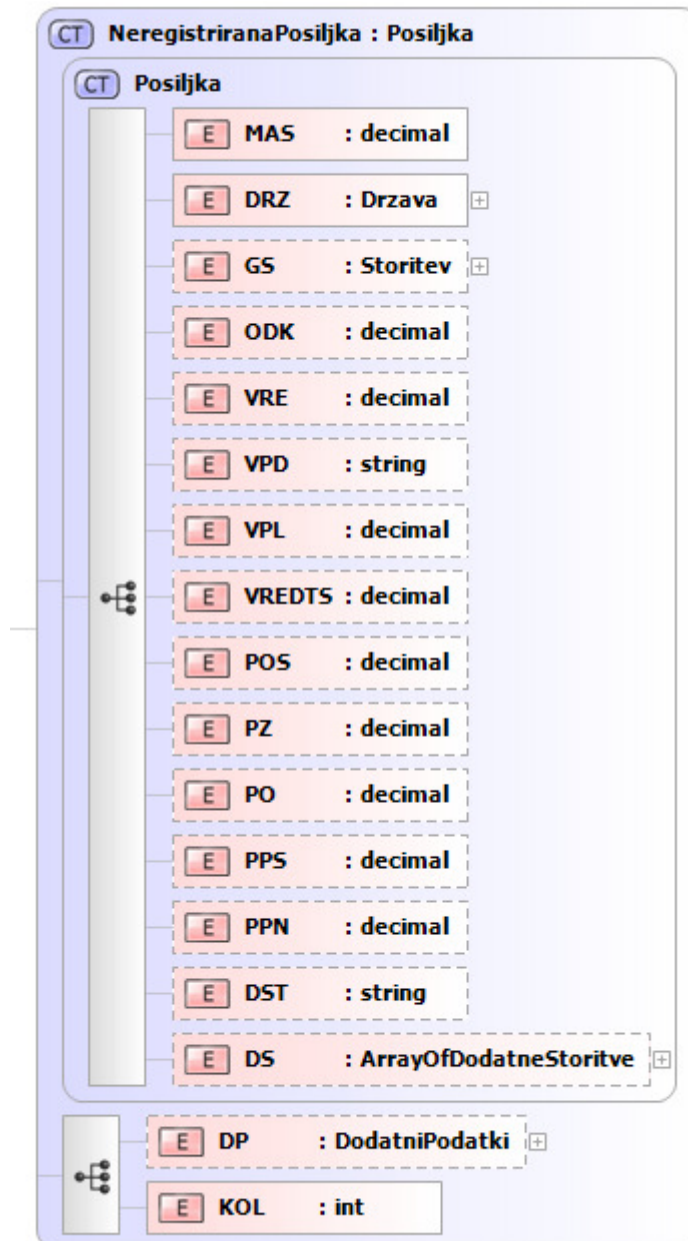 CT NeregistriranaPosiljka : Posiljka
CT Posiljka
E MAS : decimal
E DRZ : Drzava
E GS : Storitev
E ODK : decimal
E VRE : decimal
E VPD : string
E VPL : decimal
E VREDTS : decimal
E POS : decimal
E PZ : decimal
E PO : decimal
E PPS : decimal
E PPN : decimal
E DST : string
E DS : ArrayOfDodatneStoritve
E DP : DodatniPodatki
E KOL : int